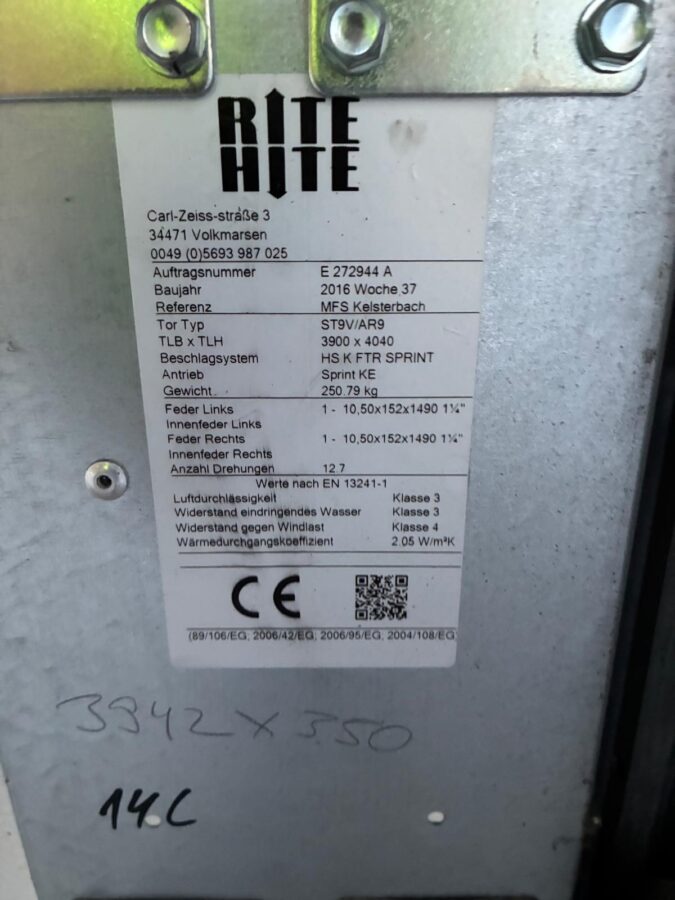 RITE
HITE
Carl-Zeiss-straße 3
34471 Volkmarsen
0049 (0)5693 987 025
Auftragsnummer E 272944 A
Baujahr 2016 Woche 37
Referenz MFS Kelsterbach
Tor Typ ST9V/AR9
TLB x TLH 3900 x 4040
Beschlagsystem HS K FTR SPRINT
Antrieb Sprint KE
Gewicht 250.79 kg
Feder Links 1 - 10,50x152x1490 1¼"
Innenfeder Links
Feder Rechts 1 - 10,50x152x1490 1¼"
Innenfeder Rechts
Anzahl Drehungen 12.7
Werte nach EN 13241-1
Luftdurchlässigkeit Klasse 3
Widerstand eindringendes Wasser Klasse 3
Widerstand gegen Windlast Klasse 4
Wärmedurchgangskoeffizient 2.05 W/m²K
CE
(89/106/EG, 2006/42/EG, 2006/95/EG, 2004/108/EG)
3942 x 350
14C